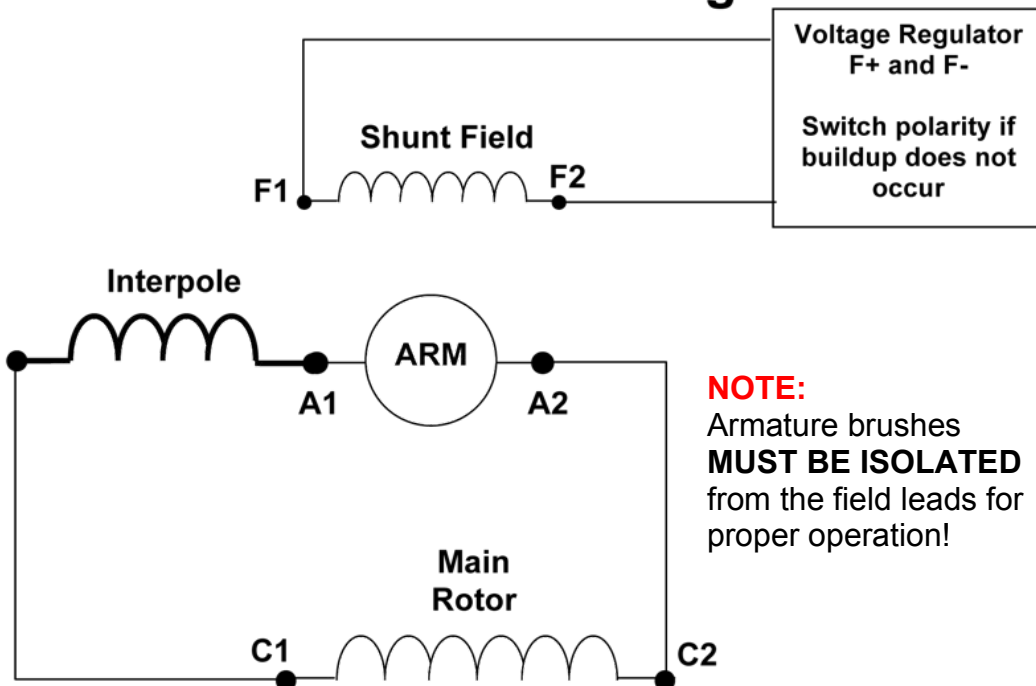 Voltage Regulator
F+ and F-
Switch polarity if
buildup does not
occur
Shunt Field
F1
F2
Interpole
ARM
A1
A2
NOTE:
Armature brushes
MUST BE ISOLATED
from the field leads for
proper operation!
Main
Rotor
C1
C2